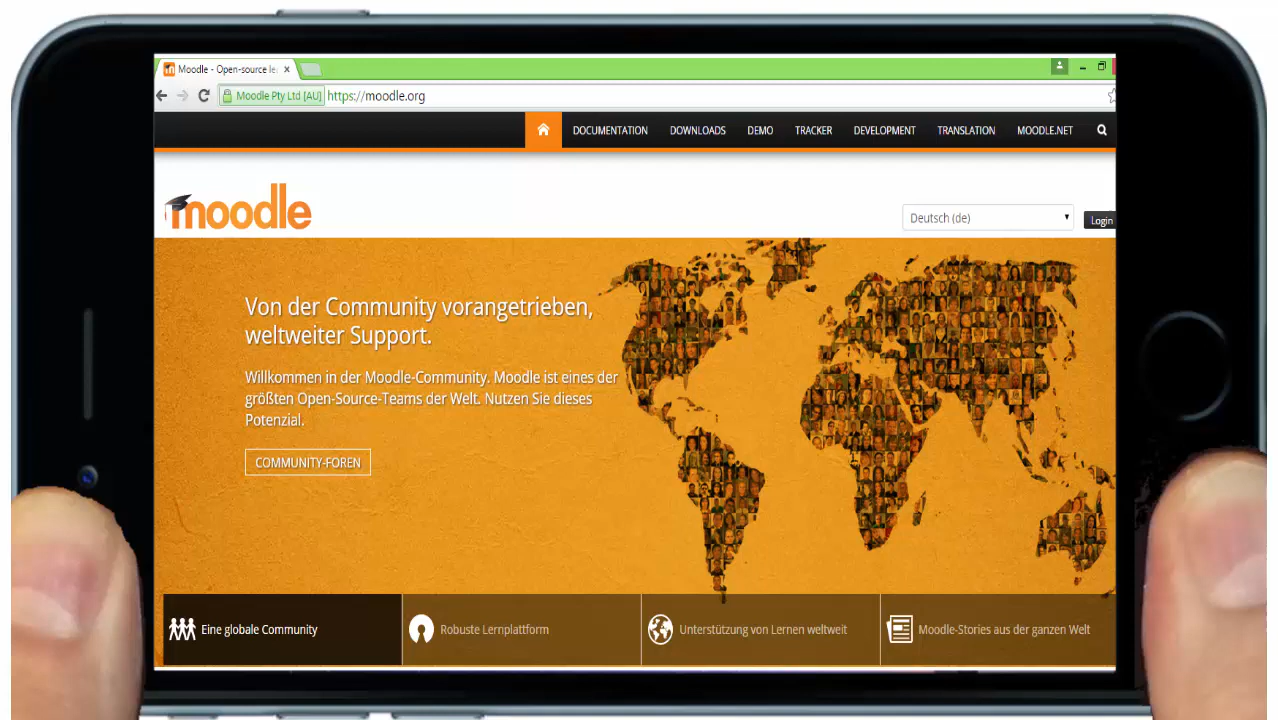 Moodle - Open-source le
Moodle Pty Ltd [AU] https://moodle.org
DOCUMENTATION DOWNLOADS DEMO TRACKER DEVELOPMENT TRANSLATION MOODLE.NET
moodle
Deutsch (de)
Login
Von der Community vorangetrieben,
weltweiter Support.
Willkommen in der Moodle-Community. Moodle ist eines der
größten Open-Source-Teams der Welt. Nutzen Sie dieses
Potenzial.
COMMUNITY-FOREN
Eine globale Community
Robuste Lernplattform
Unterstützung von Lernen weltweit
Moodle-Stories aus der ganzen Welt